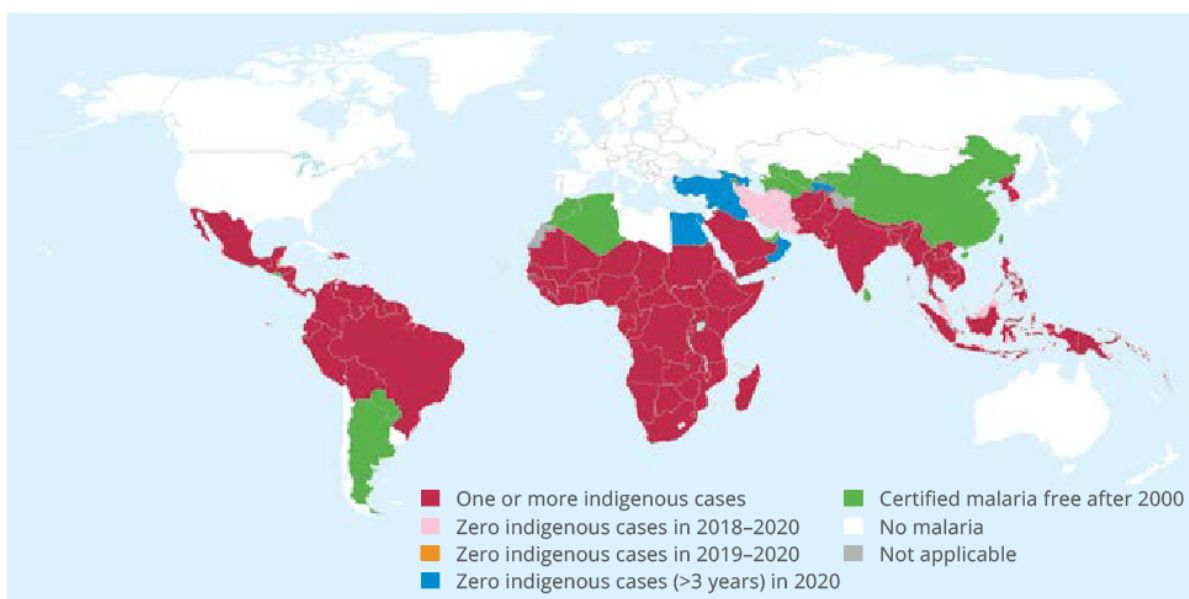 One or more indigenous cases
Zero indigenous cases in 2018–2020
Zero indigenous cases in 2019–2020
Zero indigenous cases (>3 years) in 2020
Certified malaria free after 2000
No malaria
Not applicable